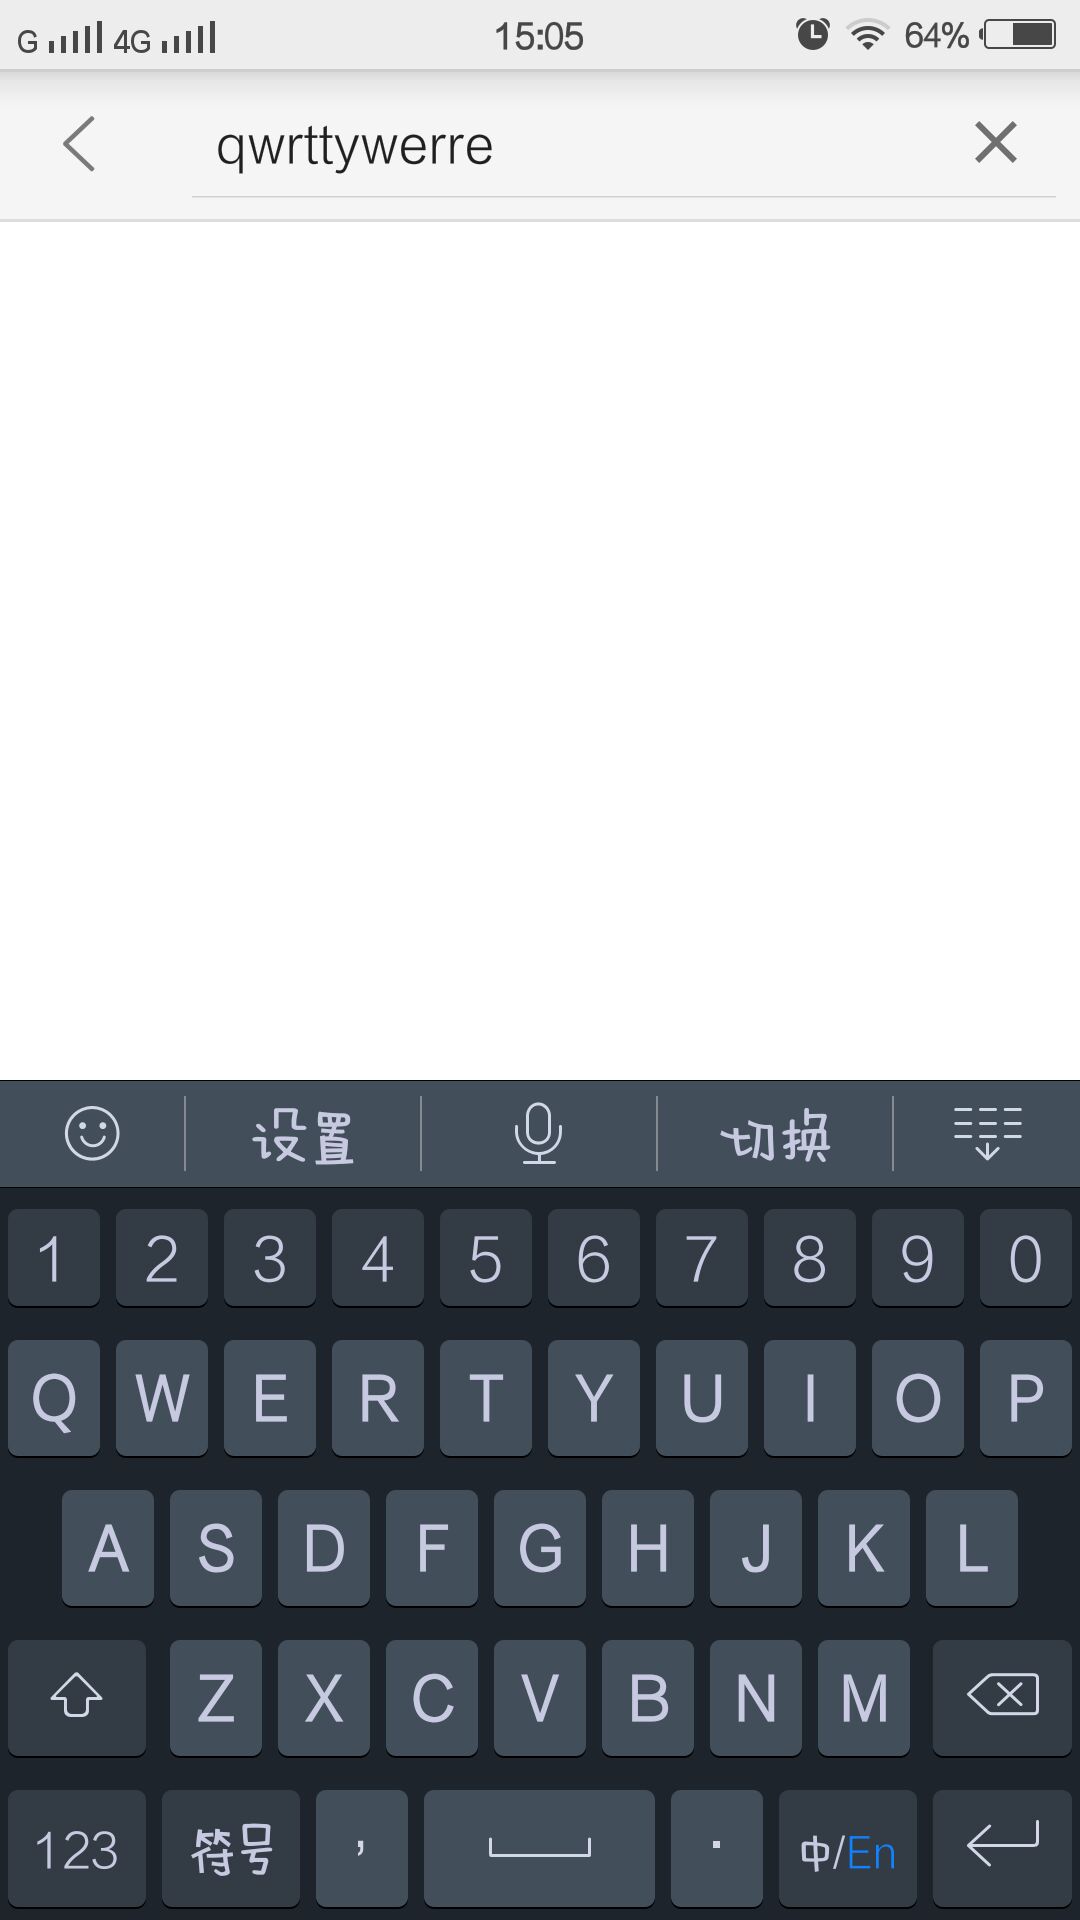 G 4G 15:05 64%
qwrttywerre
设置 切换
1 2 3 4 5 6 7 8 9 0
Q W E R T Y U I O P
A S D F G H J K L
Z X C V B N M
123 符号 , . 中/En